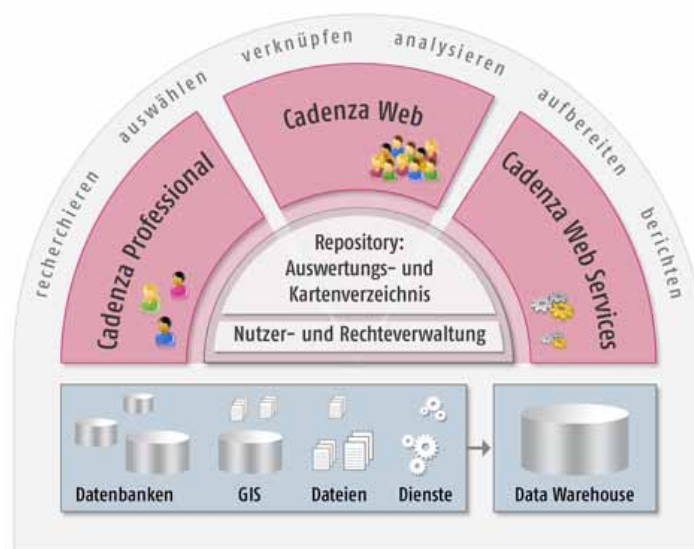 recherchieren auswählen verknüpfen analysieren aufbereiten berichten
Cadenza Professional
Cadenza Web
Cadenza Web Services
Repository:
Auswertungs- und
Kartenverzeichnis
Nutzer- und Rechteverwaltung
Datenbanken
GIS
Dateien
Dienste
Data Warehouse